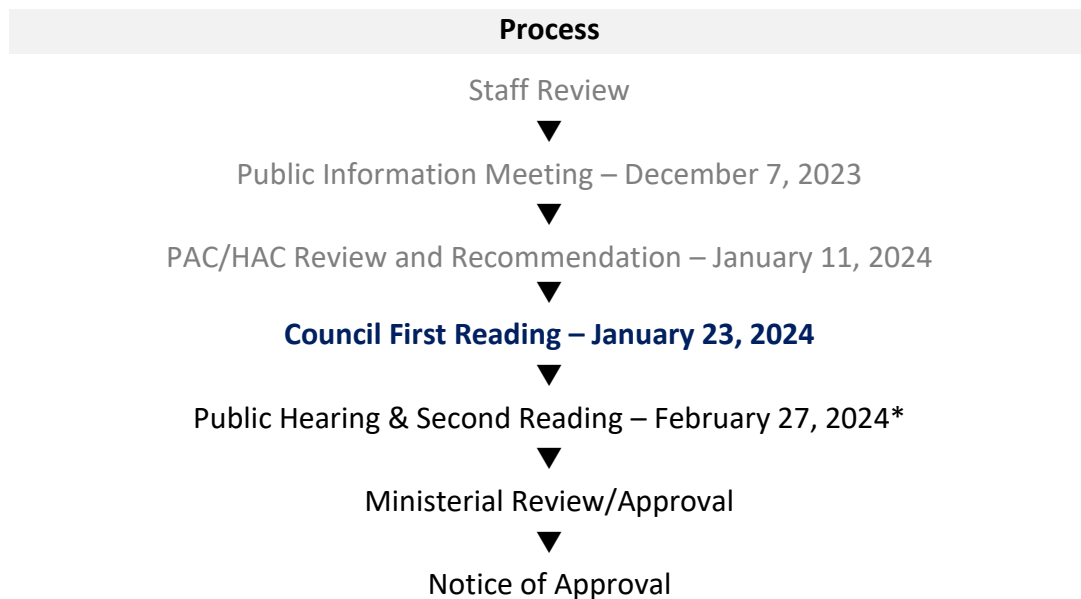 Process
Staff Review
Public Information Meeting – December 7, 2023
PAC/HAC Review and Recommendation – January 11, 2024
Council First Reading – January 23, 2024
Public Hearing & Second Reading – February 27, 2024*
Ministerial Review/Approval
Notice of Approval